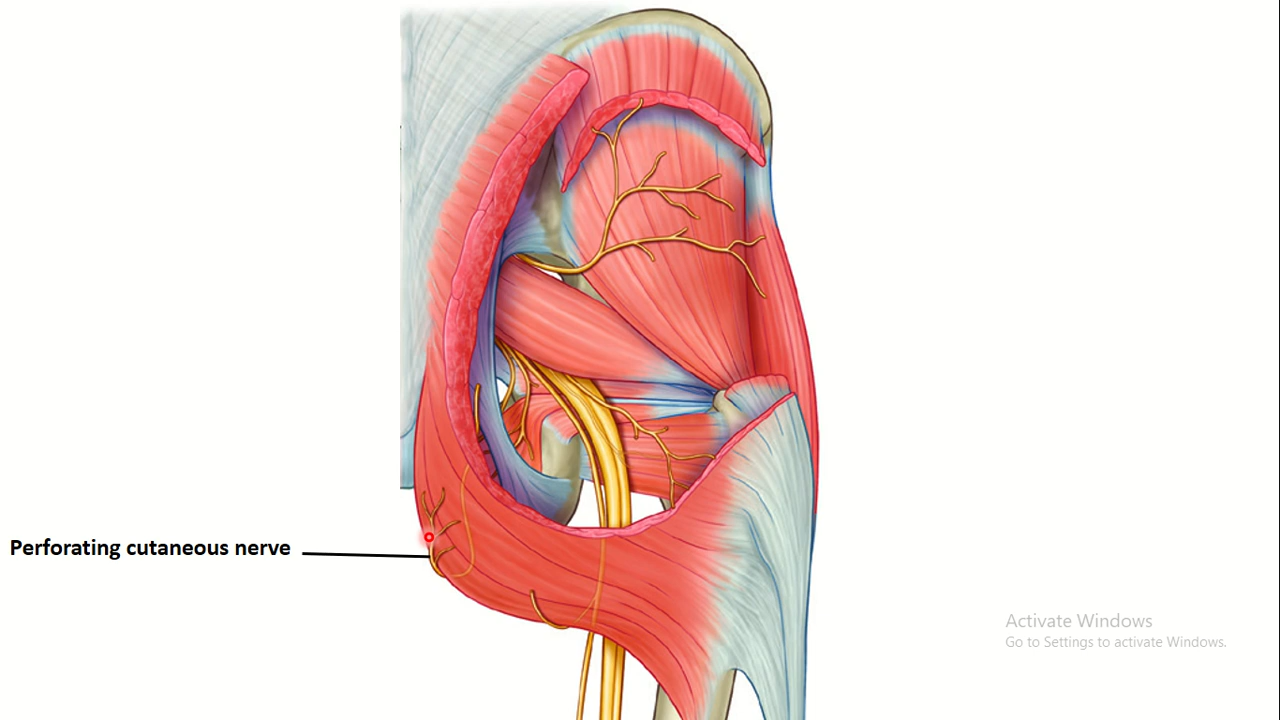 Perforating cutaneous nerve
Activate Windows
Go to Settings to activate Windows.